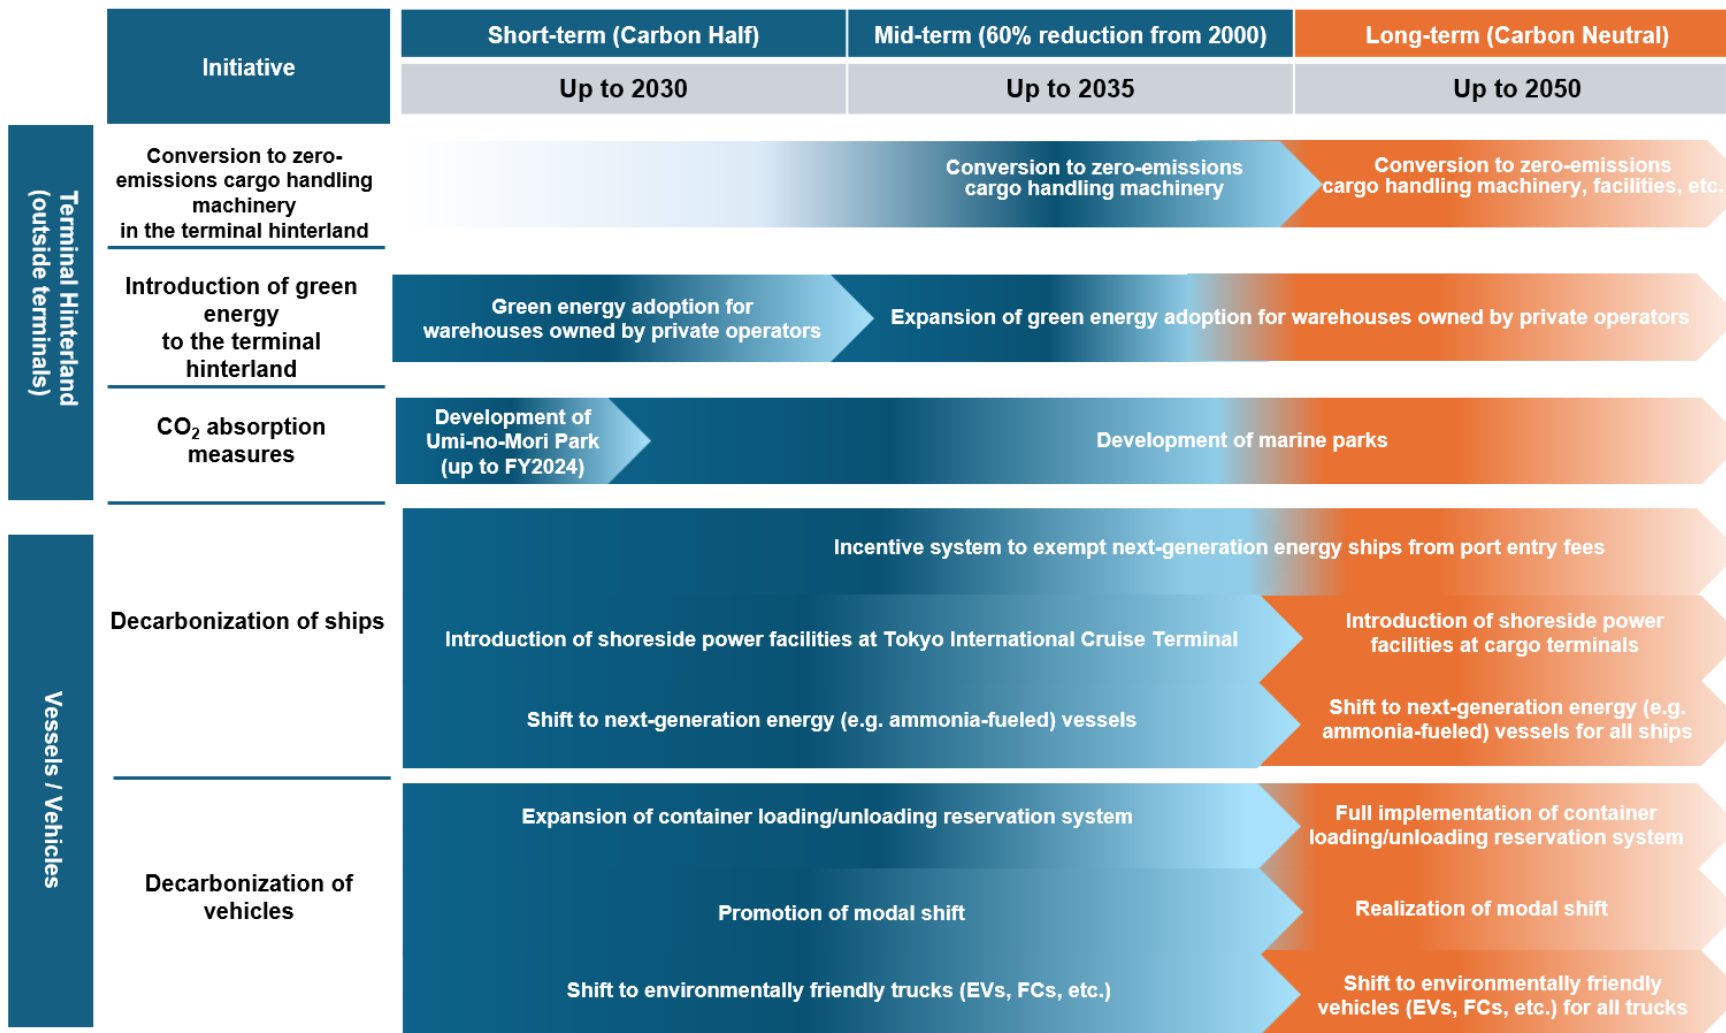 Initiative
Short-term (Carbon Half)
Mid-term (60% reduction from 2000)
Long-term (Carbon Neutral)
Up to 2030
Up to 2035
Up to 2050
Terminal Hinterland
(outside terminals)
Conversion to zero-
emissions cargo handling
machinery
in the terminal hinterland
Conversion to zero-emissions
cargo handling machinery
Conversion to zero-emissions
cargo handling machinery, facilities, etc.
Introduction of green
energy
to the terminal
hinterland
Green energy adoption for
warehouses owned by private operators
Expansion of green energy adoption for warehouses owned by private operators
CO₂ absorption
measures
Development of
Umi-no-Mori Park
(up to FY2024)
Development of marine parks
Vessels / Vehicles
Decarbonization of ships
Incentive system to exempt next-generation energy ships from port entry fees
Introduction of shoreside power facilities at Tokyo International Cruise Terminal
Introduction of shoreside power
facilities at cargo terminals
Shift to next-generation energy (e.g. ammonia-fueled) vessels
Shift to next-generation energy (e.g.
ammonia-fueled) vessels for all ships
Decarbonization of
vehicles
Expansion of container loading/unloading reservation system
Full implementation of container
loading/unloading reservation system
Promotion of modal shift
Realization of modal shift
Shift to environmentally friendly trucks (EVs, FCs, etc.)
Shift to environmentally friendly
vehicles (EVs, FCs, etc.) for all trucks